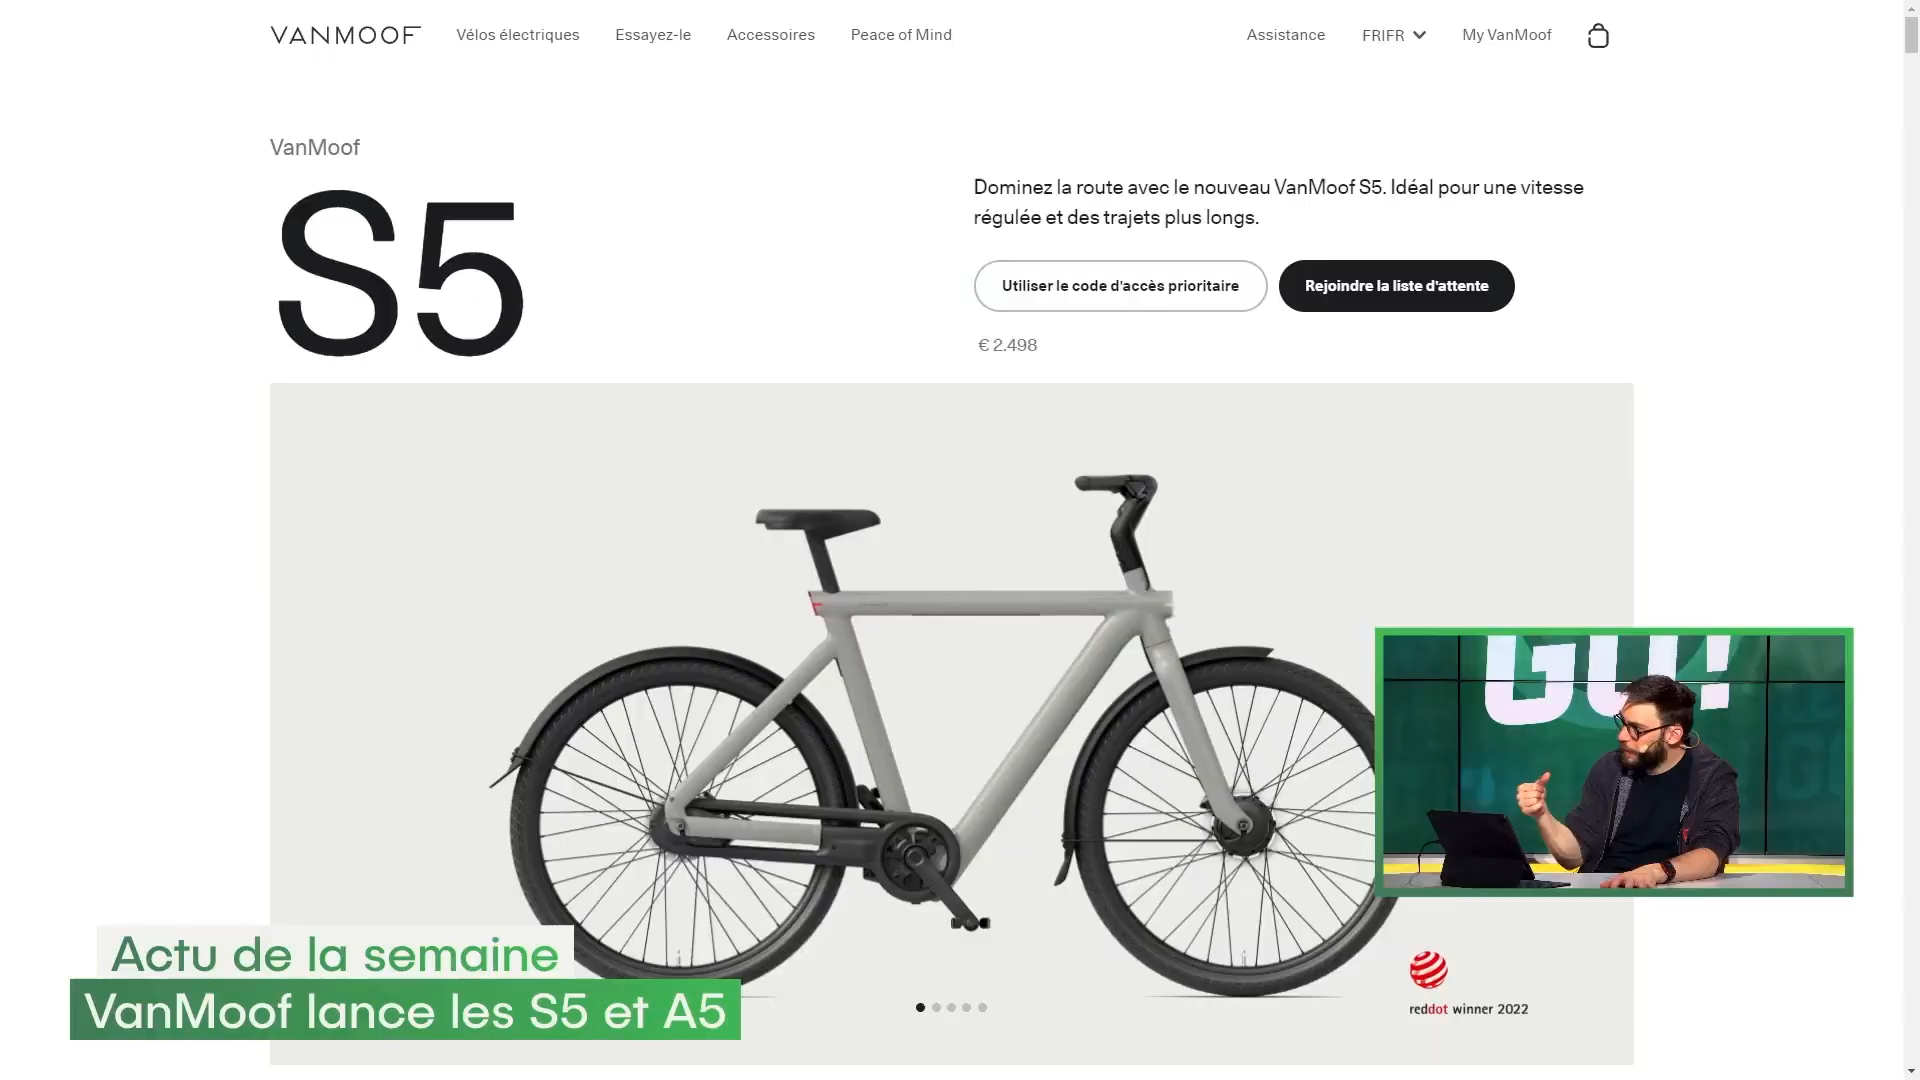 VANMOOF
Vélos électriques
Essayez-le
Accessoires
Peace of Mind
Assistance
FRIFR
My VanMoof
VanMoof
S5
Dominez la route avec le nouveau VanMoof S5. Idéal pour une vitesse
régulée et des trajets plus longs.
Utiliser le code d'accès prioritaire
Rejoindre la liste d'attente
€ 2.498
GO!
reddot winner 2022
Actu de la semaine
VanMoof lance les S5 et A5